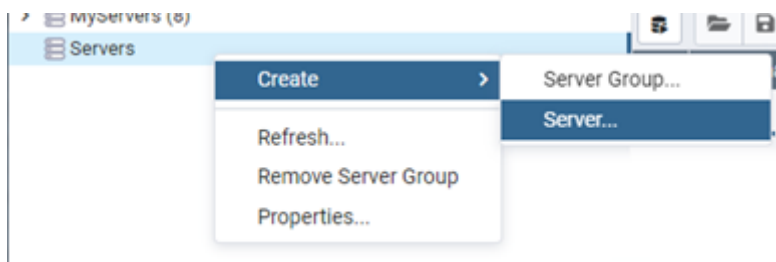 MyServers (8)
Servers
Create
Server Group...
Server...
Refresh...
Remove Server Group
Properties...